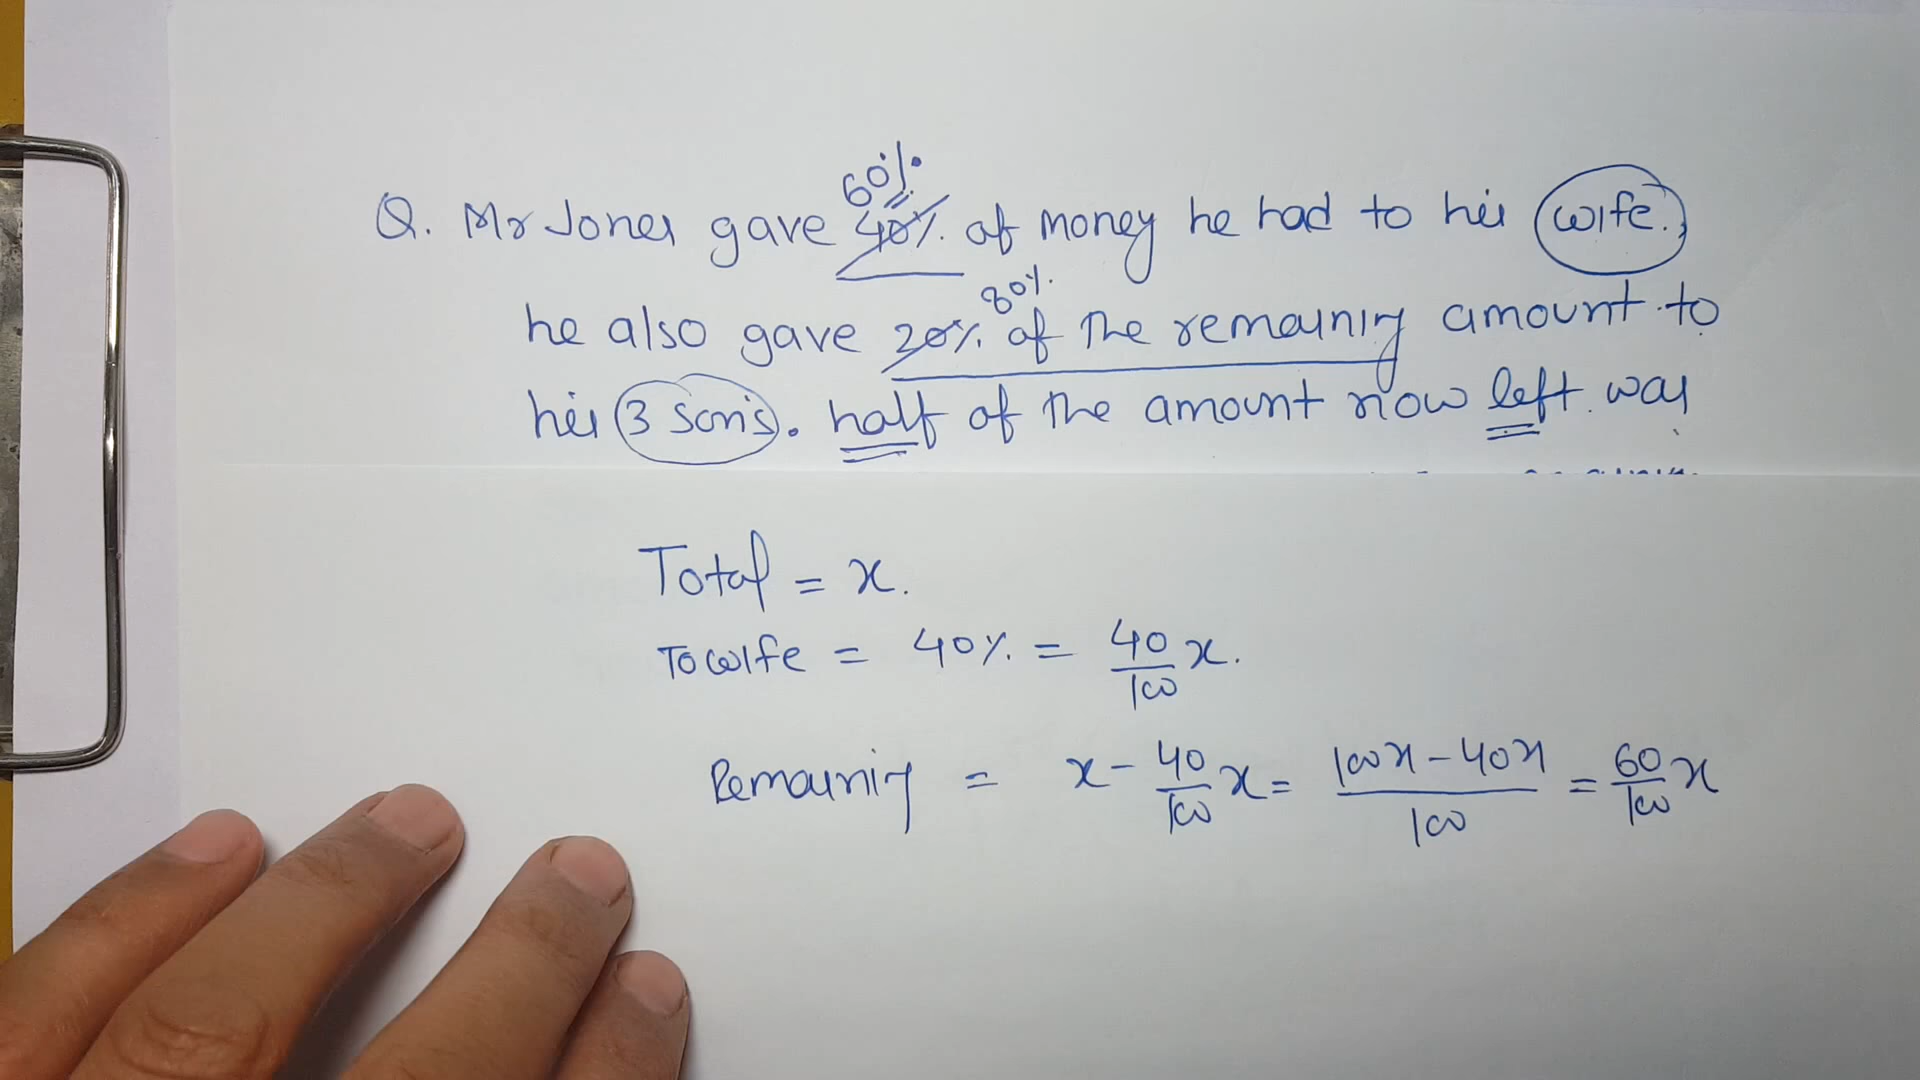 60%
Q. Mr Jones gave 40% of money he had to his wife.
80%
he also gave 20% of the remaining amount to
his 3 son's. half of the amount now left was
Total = x.
To wife = 40% = 40/100 x.
Remaining = x - 40/100 x = 100x - 40x / 100 = 60/100 x